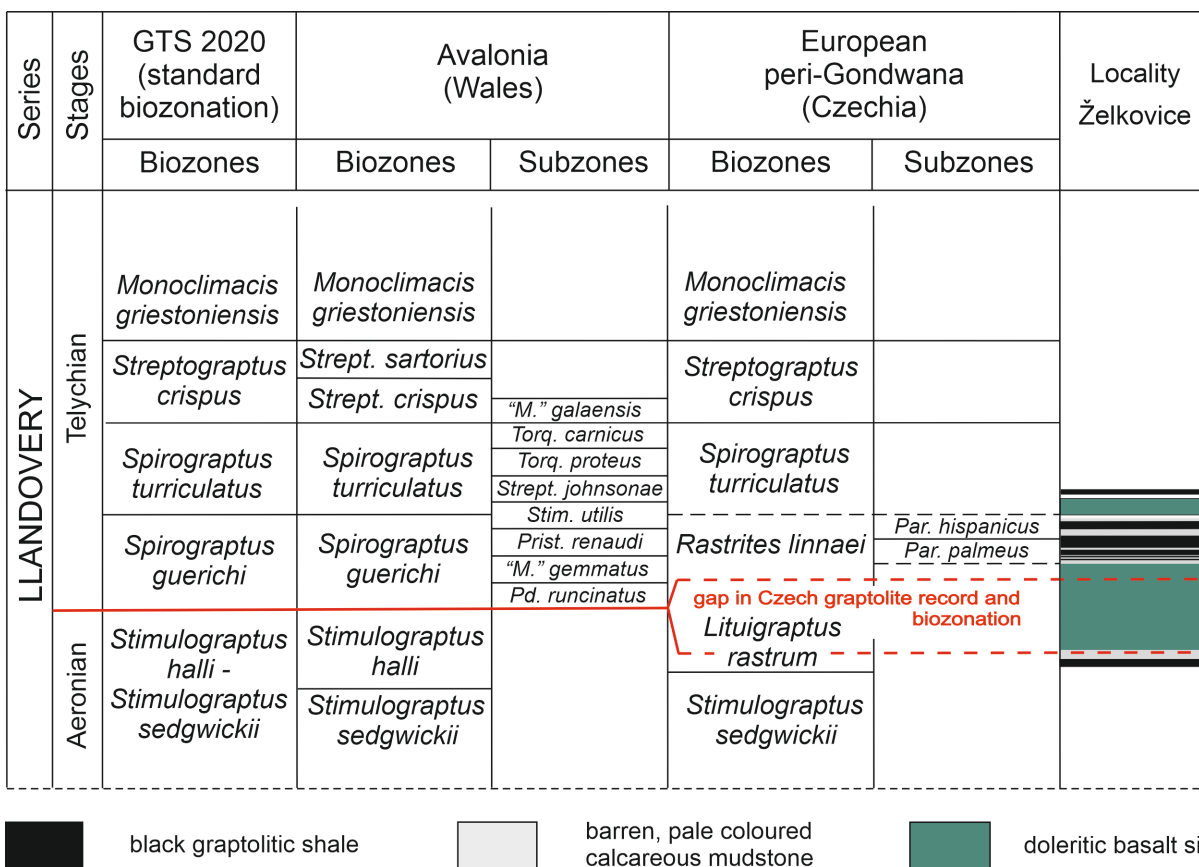 Series
Stages
GTS 2020
(standard
biozonation)
Avalonia
(Wales)
European
peri-Gondwana
(Czechia)
Locality
Želkovice
Biozones
Biozones
Subzones
Biozones
Subzones
LLANDOVERY
Telychian
Aeronian
Monoclimacis
griestoniensis
Streptograptus
crispus
Spirograptus
turriculatus
Spirograptus
guerichi
Stimulograptus
halli -
Stimulograptus
sedgwickii
Monoclimacis
griestoniensis
Strept. sartorius
Strept. crispus
Spirograptus
turriculatus
Spirograptus
guerichi
Stimulograptus
halli
Stimulograptus
sedgwickii
“M.” galaensis
Torq. carnicus
Torq. proteus
Strept. johnsonae
Stim. utilis
Prist. renaudi
“M.” gemmatus
Pd. runcinatus
Monoclimacis
griestoniensis
Streptograptus
crispus
Spirograptus
turriculatus
Rastrites linnaei
gap in Czech graptolite record and
biozonation
Lituigraptus
rastrum
Stimulograptus
sedgwickii
Par. hispanicus
Par. palmeus
black graptolitic shale
barren, pale coloured
calcareous mudstone
doleritic basalt si